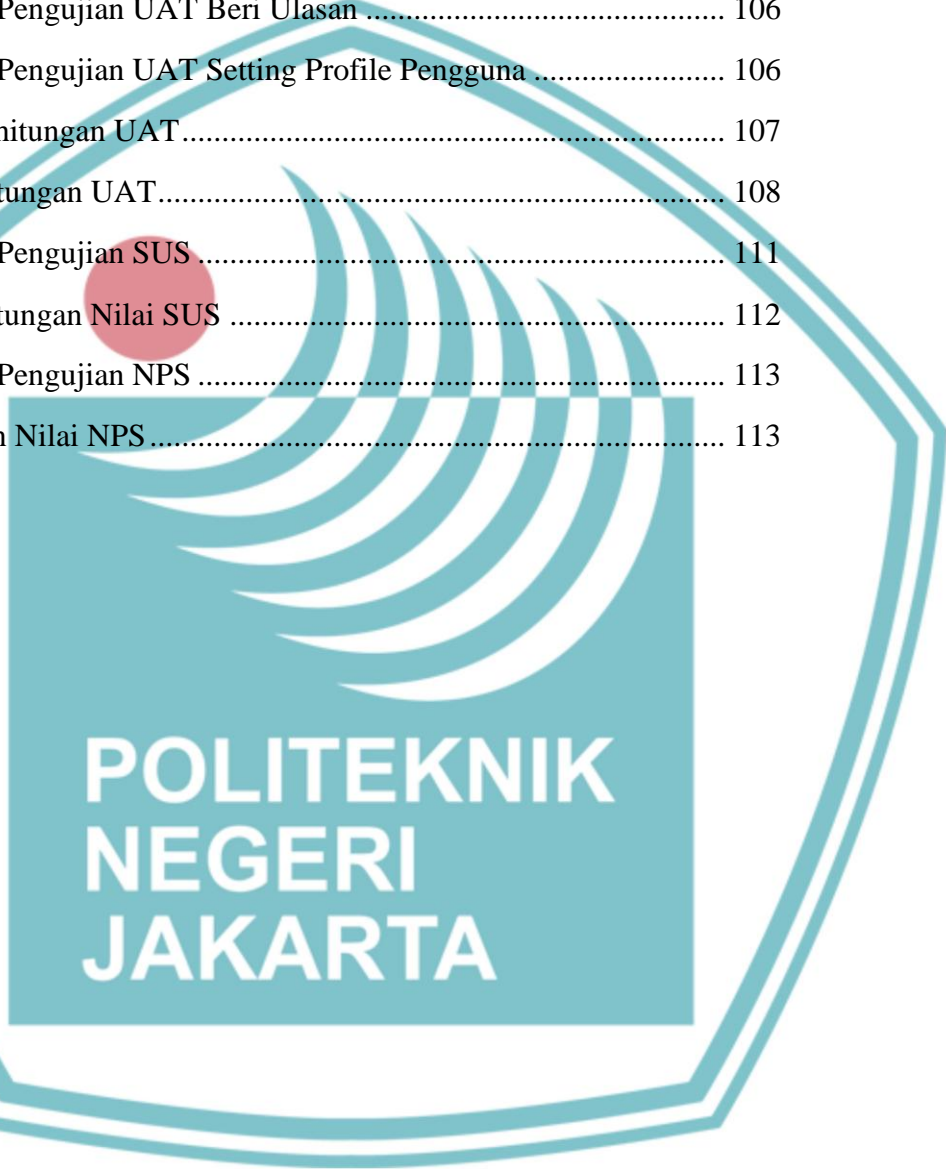 Pengujian UAT Beri Ulasan ........................................................ 106
Pengujian UAT Setting Profile Pengguna ........................ 106
hitungan UAT..................................................................................... 107
tungan UAT........................................................................................ 108
Pengujian SUS ................................................................................... 111
tungan Nilai SUS .............................................................................. 112
Pengujian NPS ................................................................................... 113
n Nilai NPS.......................................................................................... 113
POLITEKNIK
NEGERI
JAKARTA